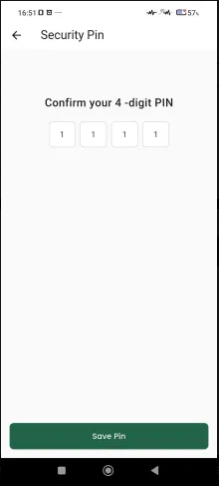 16:51
57%
Security Pin
Confirm your 4 -digit PIN
1 1 1 1
Save Pin